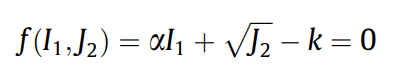 f(I₁,J₂) = αI₁ + √J₂ − k = 0